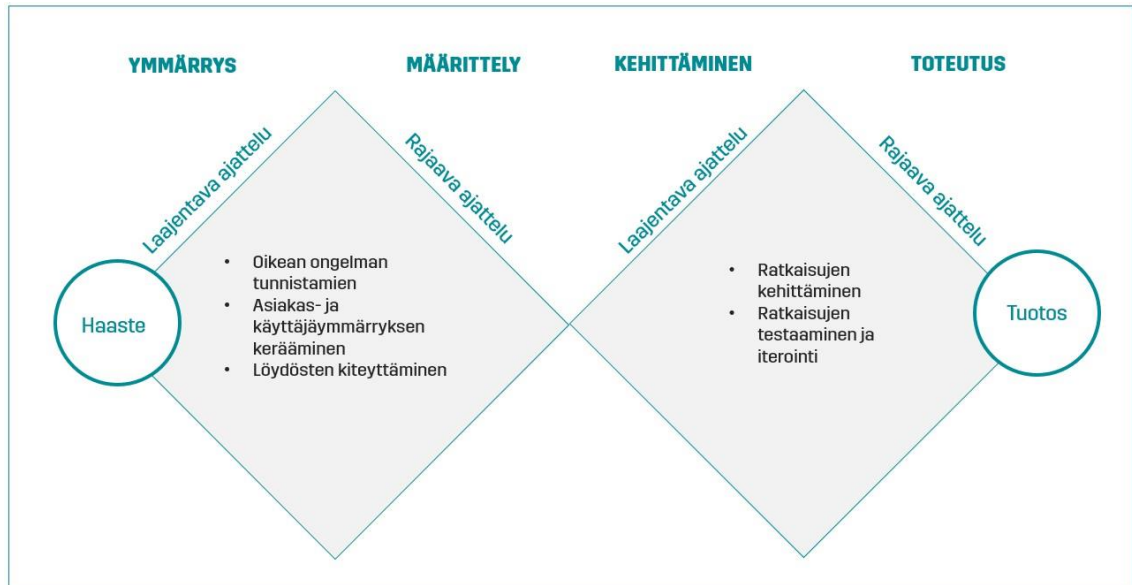 YMMÄRRYS
MÄÄRITTELY
KEHITTÄMINEN
TOTEUTUS
Laajentava ajattelu
Rajaava ajattelu
Laajentava ajattelu
Rajaava ajattelu
Haaste
• Oikean ongelman
tunnistamien
• Asiakas- ja
käyttäjäymmärryksen
kerääminen
• Löydösten kiteyttäminen
• Ratkaisujen
kehittäminen
• Ratkaisujen
testaaminen ja
iterointi
Tuotos